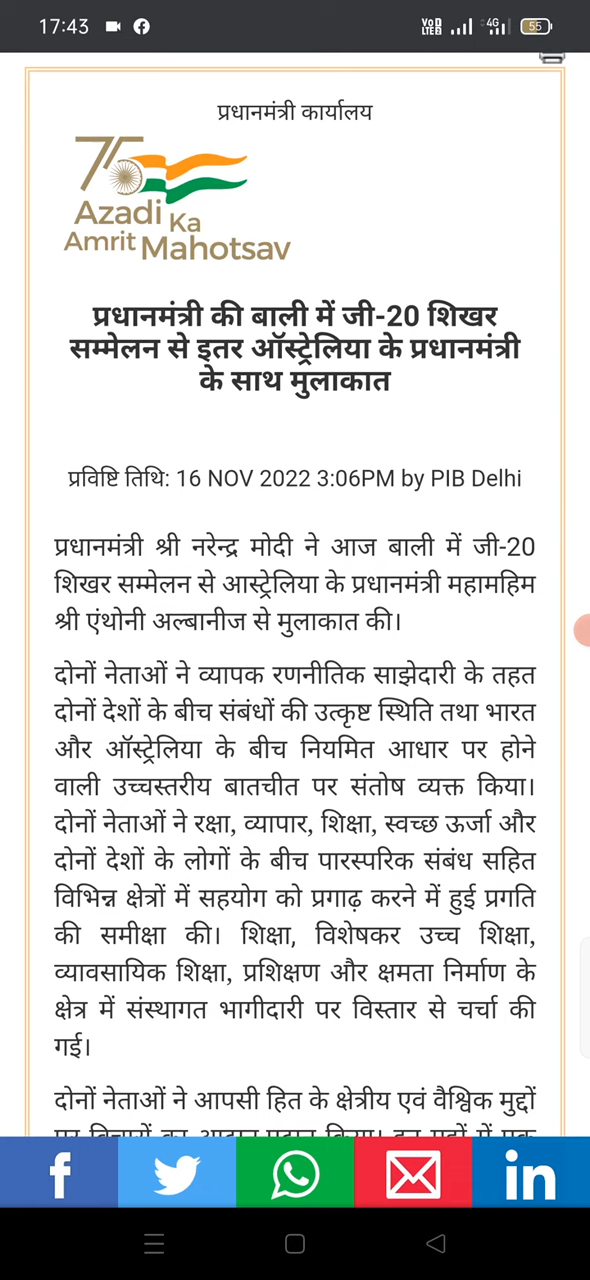 17:43
VoD LTE2 4G 55
प्रधानमंत्री कार्यालय
75
Azadi Ka
Amrit Mahotsav
प्रधानमंत्री की बाली में जी-20 शिखर
सम्मेलन से इतर ऑस्ट्रेलिया के प्रधानमंत्री
के साथ मुलाकात
प्रविष्टि तिथि: 16 NOV 2022 3:06PM by PIB Delhi
प्रधानमंत्री श्री नरेन्द्र मोदी ने आज बाली में जी-20
शिखर सम्मेलन से आस्ट्रेलिया के प्रधानमंत्री महामहिम
श्री एंथोनी अल्बानीज से मुलाकात की।
दोनों नेताओं ने व्यापक रणनीतिक साझेदारी के तहत
दोनों देशों के बीच संबंधों की उत्कृष्ट स्थिति तथा भारत
और ऑस्ट्रेलिया के बीच नियमित आधार पर होने
वाली उच्चस्तरीय बातचीत पर संतोष व्यक्त किया।
दोनों नेताओं ने रक्षा, व्यापार, शिक्षा, स्वच्छ ऊर्जा और
दोनों देशों के लोगों के बीच पारस्परिक संबंध सहित
विभिन्न क्षेत्रों में सहयोग को प्रगाढ़ करने में हुई प्रगति
की समीक्षा की। शिक्षा, विशेषकर उच्च शिक्षा,
व्यावसायिक शिक्षा, प्रशिक्षण और क्षमता निर्माण के
क्षेत्र में संस्थागत भागीदारी पर विस्तार से चर्चा की
गई।
दोनों नेताओं ने आपसी हित के क्षेत्रीय एवं वैश्विक मुद्दों